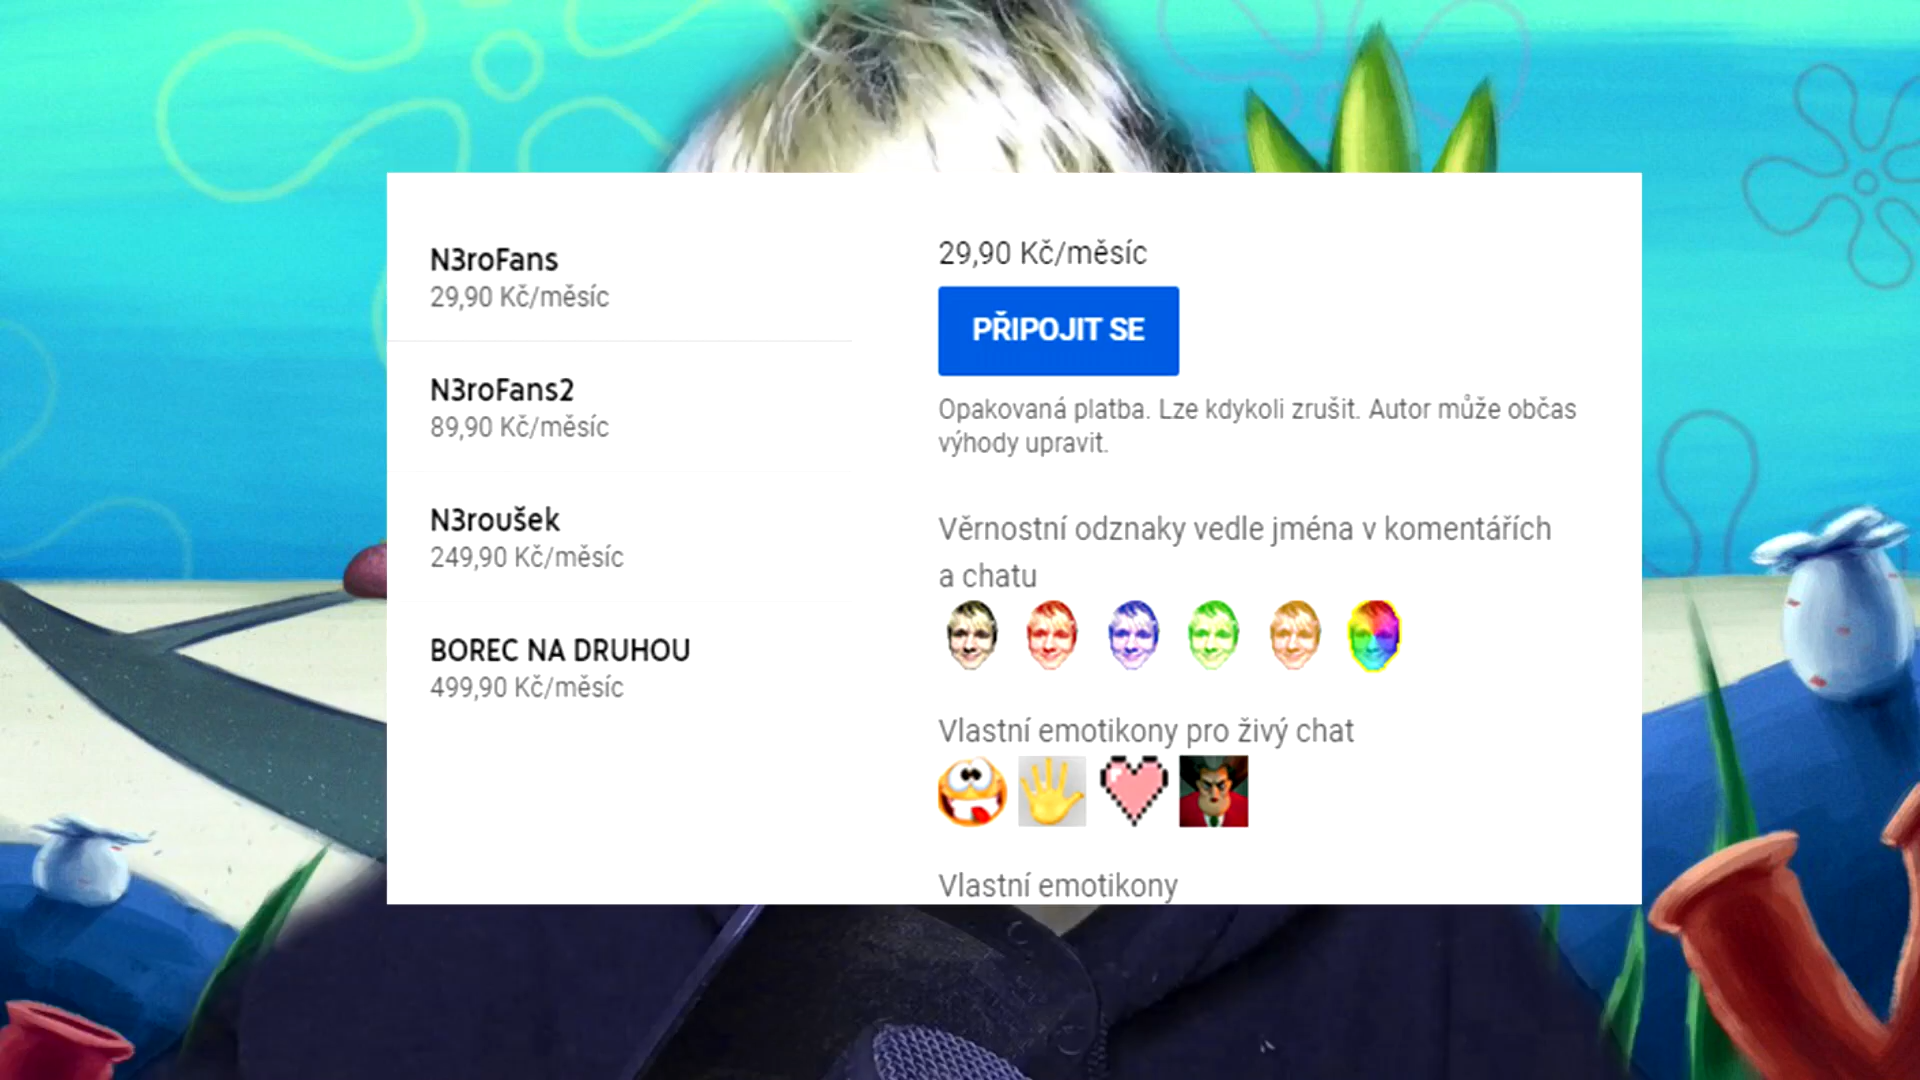 N3roFans
29,90 Kč/měsíc
N3roFans2
89,90 Kč/měsíc
N3roušek
249,90 Kč/měsíc
BOREC NA DRUHOU
499,90 Kč/měsíc
29,90 Kč/měsíc
PŘIPOJIT SE
Opakovaná platba. Lze kdykoli zrušit. Autor může občas
výhody upravit.
Věrnostní odznaky vedle jména v komentářích
a chatu
Vlastní emotikony pro živý chat
Vlastní emotikony